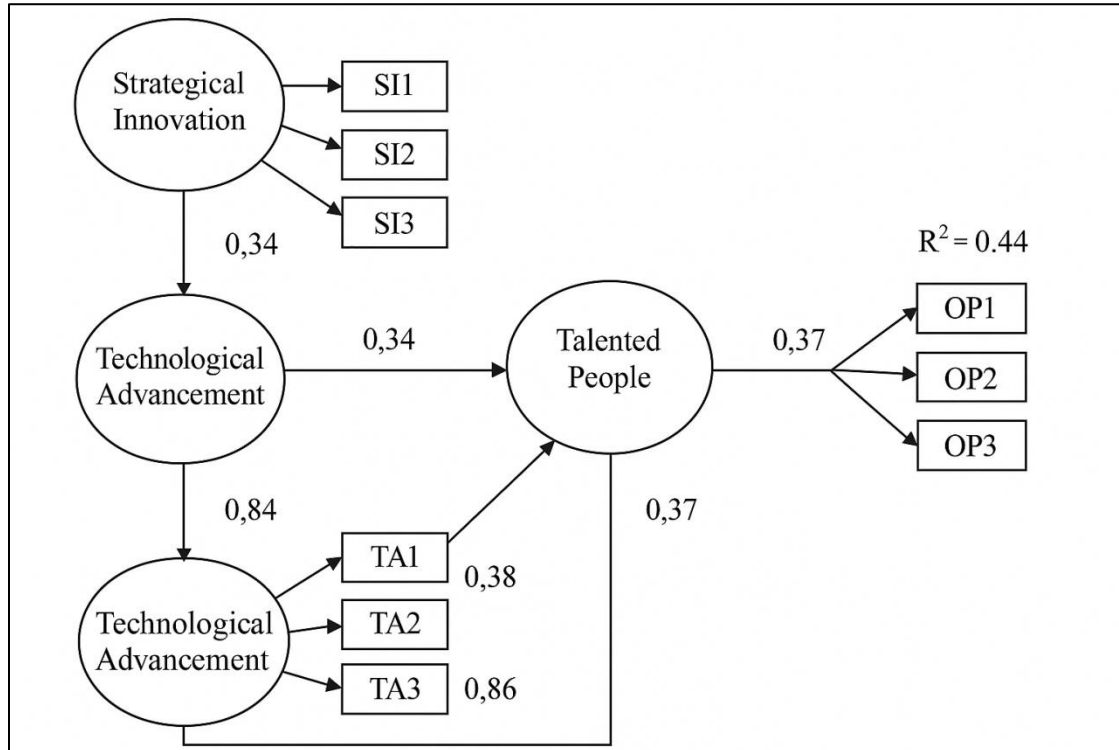 Strategical
Innovation
SI1
SI2
SI3
0,34
R² = 0.44
Technological
Advancement
0,34
Talented
People
0,37
OP1
OP2
OP3
0,84
0,37
Technological
Advancement
TA1
0,38
TA2
TA3
0,86